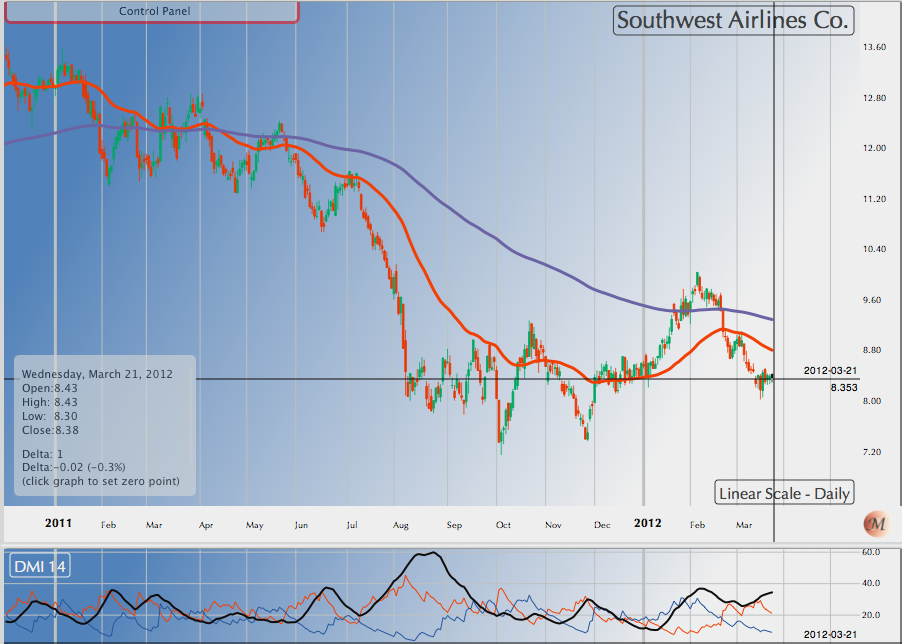 Control Panel
Southwest Airlines Co.
13.60
12.80
12.00
11.20
10.40
9.60
8.80
8.00
7.20
2012-03-21
8.353
Wednesday, March 21, 2012
Open:8.43
High: 8.43
Low: 8.30
Close:8.38
Delta: 1
Delta:-0.02 (-0.3%)
(click graph to set zero point)
Linear Scale - Daily
2011 Feb Mar Apr May Jun Jul Aug Sep Oct Nov Dec 2012 Feb Mar
M
DMI 14
60.0
40.0
20.0
2012-03-21